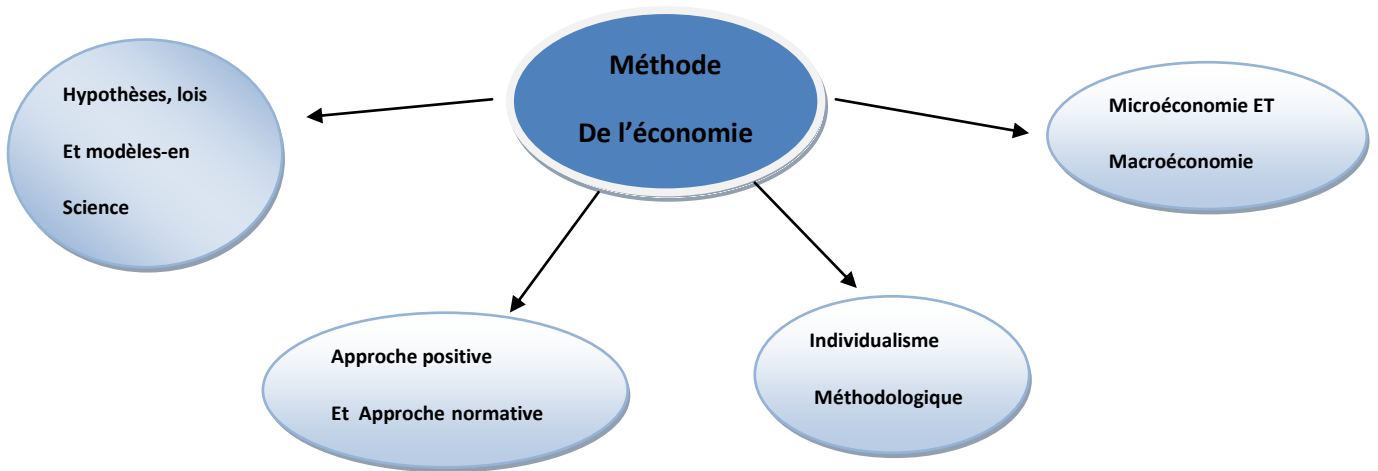 Méthode
De l'économie
Hypothèses, lois
Et modèles-en
Science
Microéconomie ET
Macroéconomie
Approche positive
Et Approche normative
Individualisme
Méthodologique